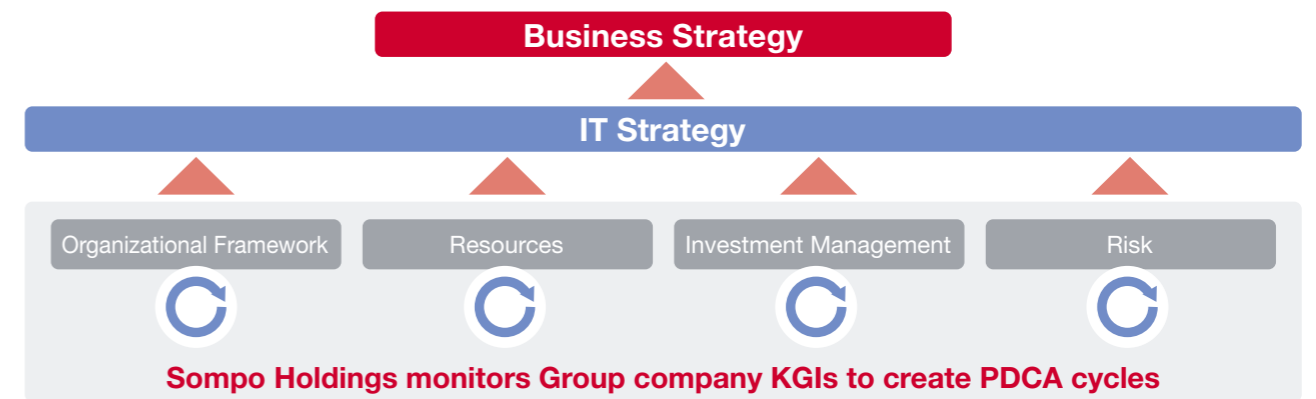 Business Strategy
IT Strategy
Organizational Framework
Resources
Investment Management
Risk
Sompo Holdings monitors Group company KGIs to create PDCA cycles